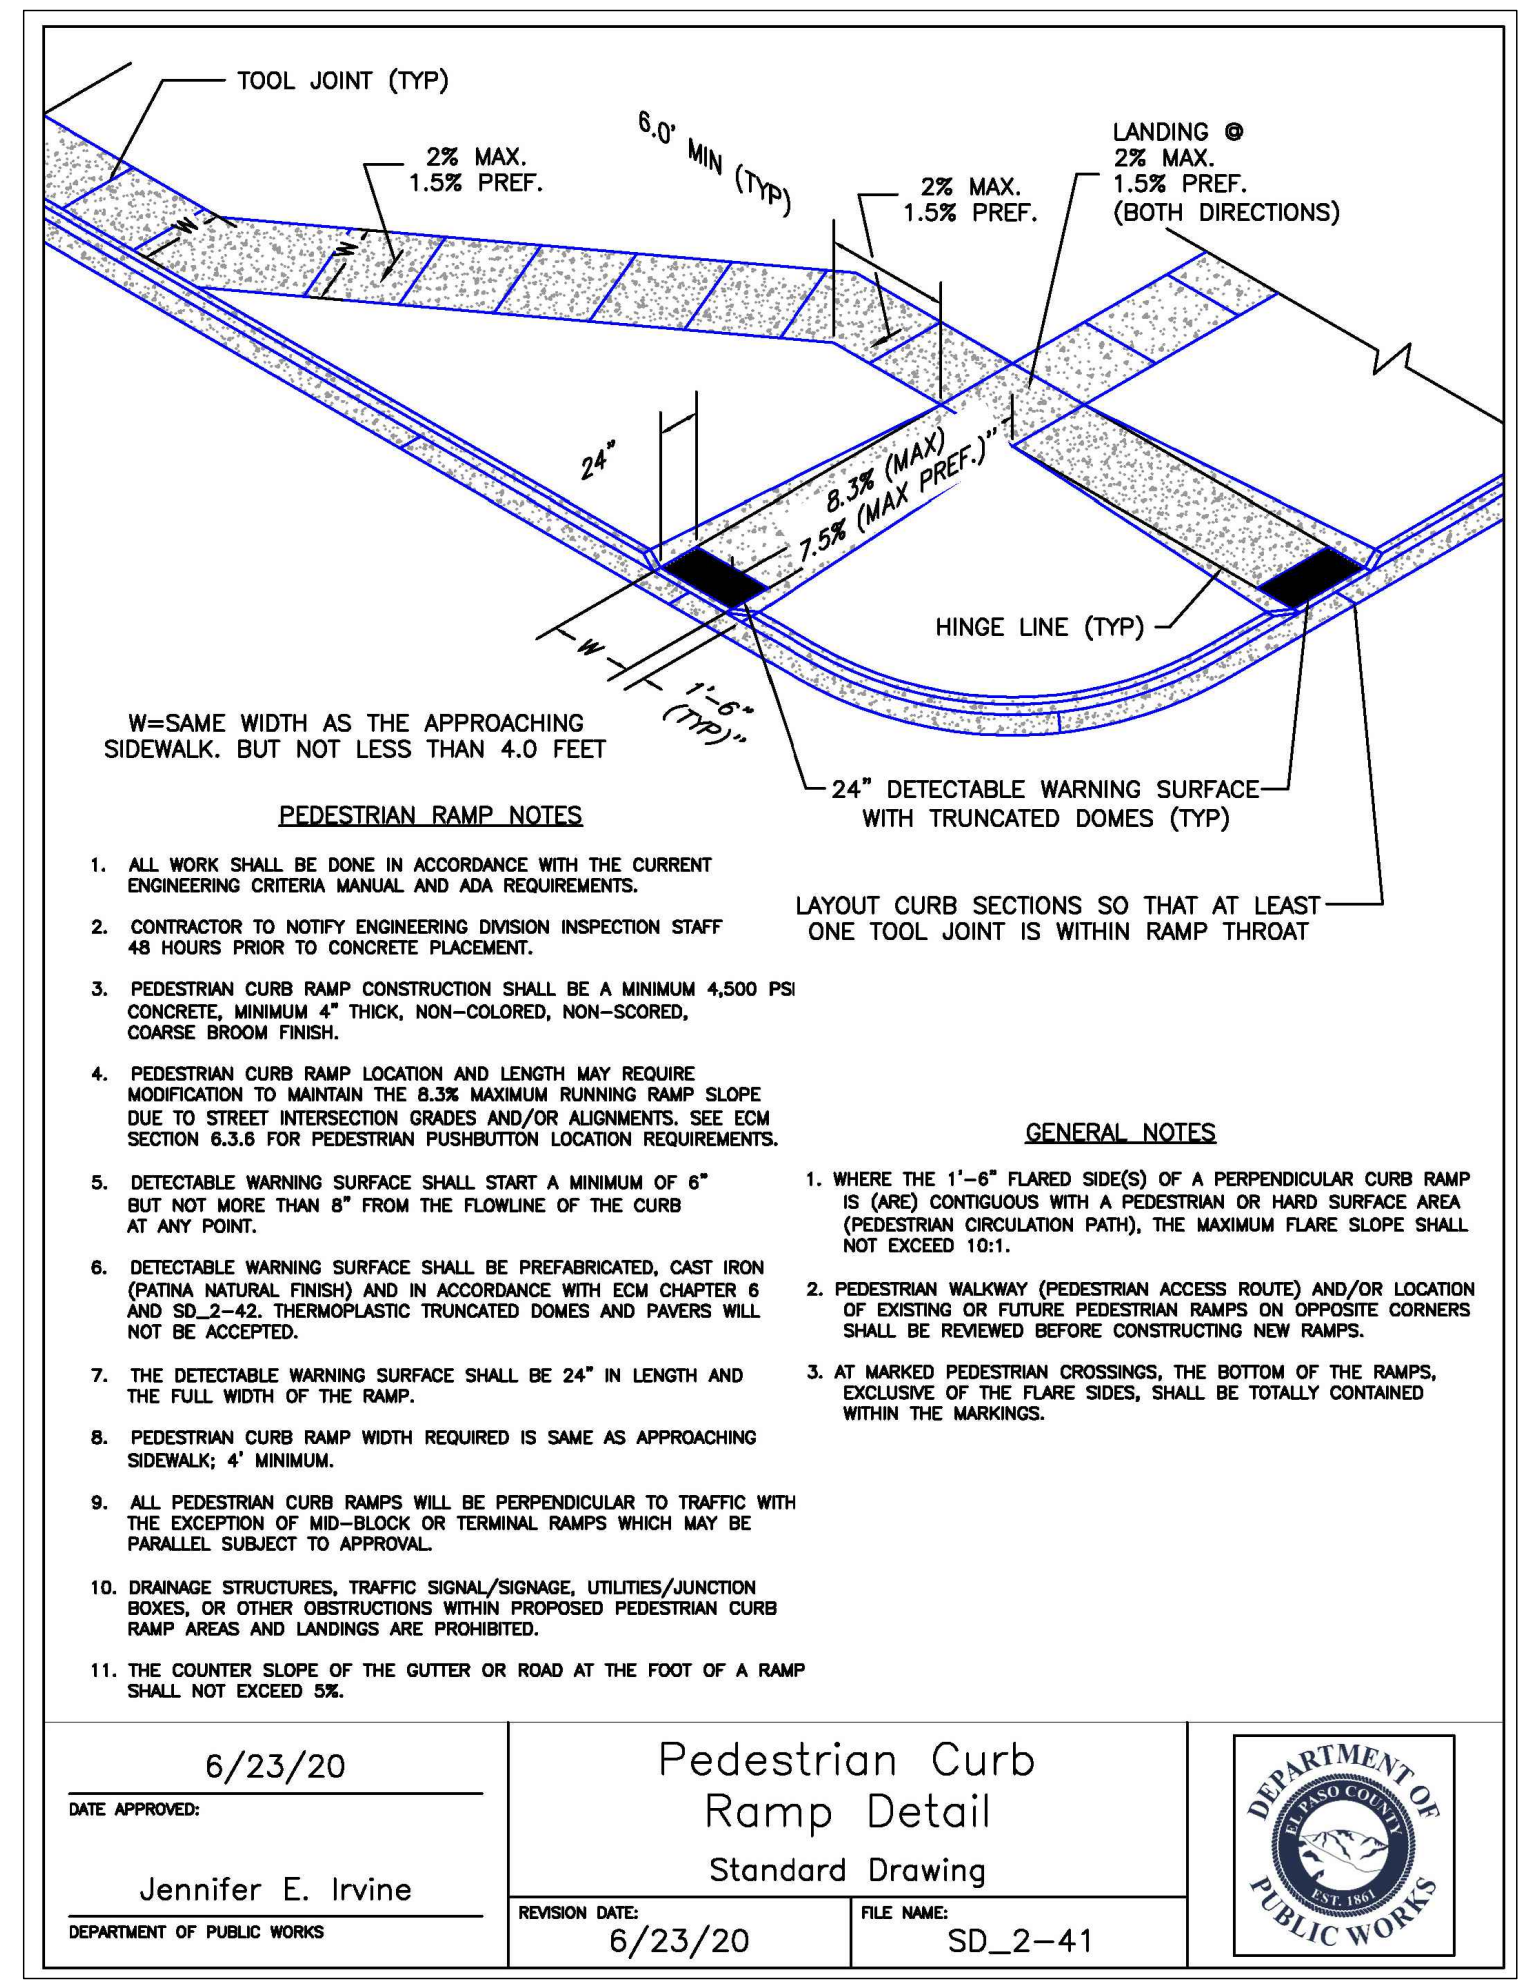 TOOL JOINT (TYP)
2% MAX.
1.5% PREF.
6.0' MIN (TYP)
2% MAX.
1.5% PREF.
LANDING @
2% MAX.
1.5% PREF.
(BOTH DIRECTIONS)
W
W
24"
8.3% (MAX)
7.5% (MAX PREF.)"
HINGE LINE (TYP)
W
1'-6"
(TYP)"
W=SAME WIDTH AS THE APPROACHING
SIDEWALK. BUT NOT LESS THAN 4.0 FEET
24" DETECTABLE WARNING SURFACE
WITH TRUNCATED DOMES (TYP)
LAYOUT CURB SECTIONS SO THAT AT LEAST
ONE TOOL JOINT IS WITHIN RAMP THROAT
PEDESTRIAN RAMP NOTES
1. ALL WORK SHALL BE DONE IN ACCORDANCE WITH THE CURRENT
ENGINEERING CRITERIA MANUAL AND ADA REQUIREMENTS.
2. CONTRACTOR TO NOTIFY ENGINEERING DIVISION INSPECTION STAFF
48 HOURS PRIOR TO CONCRETE PLACEMENT.
3. PEDESTRIAN CURB RAMP CONSTRUCTION SHALL BE A MINIMUM 4,500 PSI
CONCRETE, MINIMUM 4" THICK, NON-COLORED, NON-SCORED,
COARSE BROOM FINISH.
4. PEDESTRIAN CURB RAMP LOCATION AND LENGTH MAY REQUIRE
MODIFICATION TO MAINTAIN THE 8.3% MAXIMUM RUNNING RAMP SLOPE
DUE TO STREET INTERSECTION GRADES AND/OR ALIGNMENTS. SEE ECM
SECTION 6.3.6 FOR PEDESTRIAN PUSHBUTTON LOCATION REQUIREMENTS.
5. DETECTABLE WARNING SURFACE SHALL START A MINIMUM OF 6"
BUT NOT MORE THAN 8" FROM THE FLOWLINE OF THE CURB
AT ANY POINT.
6. DETECTABLE WARNING SURFACE SHALL BE PREFABRICATED, CAST IRON
(PATINA NATURAL FINISH) AND IN ACCORDANCE WITH ECM CHAPTER 6
AND SD_2-42. THERMOPLASTIC TRUNCATED DOMES AND PAVERS WILL
NOT BE ACCEPTED.
7. THE DETECTABLE WARNING SURFACE SHALL BE 24" IN LENGTH AND
THE FULL WIDTH OF THE RAMP.
8. PEDESTRIAN CURB RAMP WIDTH REQUIRED IS SAME AS APPROACHING
SIDEWALK; 4' MINIMUM.
9. ALL PEDESTRIAN CURB RAMPS WILL BE PERPENDICULAR TO TRAFFIC WITH
THE EXCEPTION OF MID-BLOCK OR TERMINAL RAMPS WHICH MAY BE
PARALLEL SUBJECT TO APPROVAL.
10. DRAINAGE STRUCTURES, TRAFFIC SIGNAL/SIGNAGE, UTILITIES/JUNCTION
BOXES, OR OTHER OBSTRUCTIONS WITHIN PROPOSED PEDESTRIAN CURB
RAMP AREAS AND LANDINGS ARE PROHIBITED.
11. THE COUNTER SLOPE OF THE GUTTER OR ROAD AT THE FOOT OF A RAMP
SHALL NOT EXCEED 5%.
GENERAL NOTES
1. WHERE THE 1'-6" FLARED SIDE(S) OF A PERPENDICULAR CURB RAMP
IS (ARE) CONTIGUOUS WITH A PEDESTRIAN OR HARD SURFACE AREA
(PEDESTRIAN CIRCULATION PATH), THE MAXIMUM FLARE SLOPE SHALL
NOT EXCEED 10:1.
2. PEDESTRIAN WALKWAY (PEDESTRIAN ACCESS ROUTE) AND/OR LOCATION
OF EXISTING OR FUTURE PEDESTRIAN RAMPS ON OPPOSITE CORNERS
SHALL BE REVIEWED BEFORE CONSTRUCTING NEW RAMPS.
3. AT MARKED PEDESTRIAN CROSSINGS, THE BOTTOM OF THE RAMPS,
EXCLUSIVE OF THE FLARE SIDES, SHALL BE TOTALLY CONTAINED
WITHIN THE MARKINGS.
6/23/20
DATE APPROVED:
Jennifer E. Irvine
DEPARTMENT OF PUBLIC WORKS
Pedestrian Curb
Ramp Detail
Standard Drawing
REVISION DATE:
6/23/20
FILE NAME:
SD_2-41
DEPARTMENT OF
PUBLIC WORKS
EL PASO COUNTY
EST. 1861